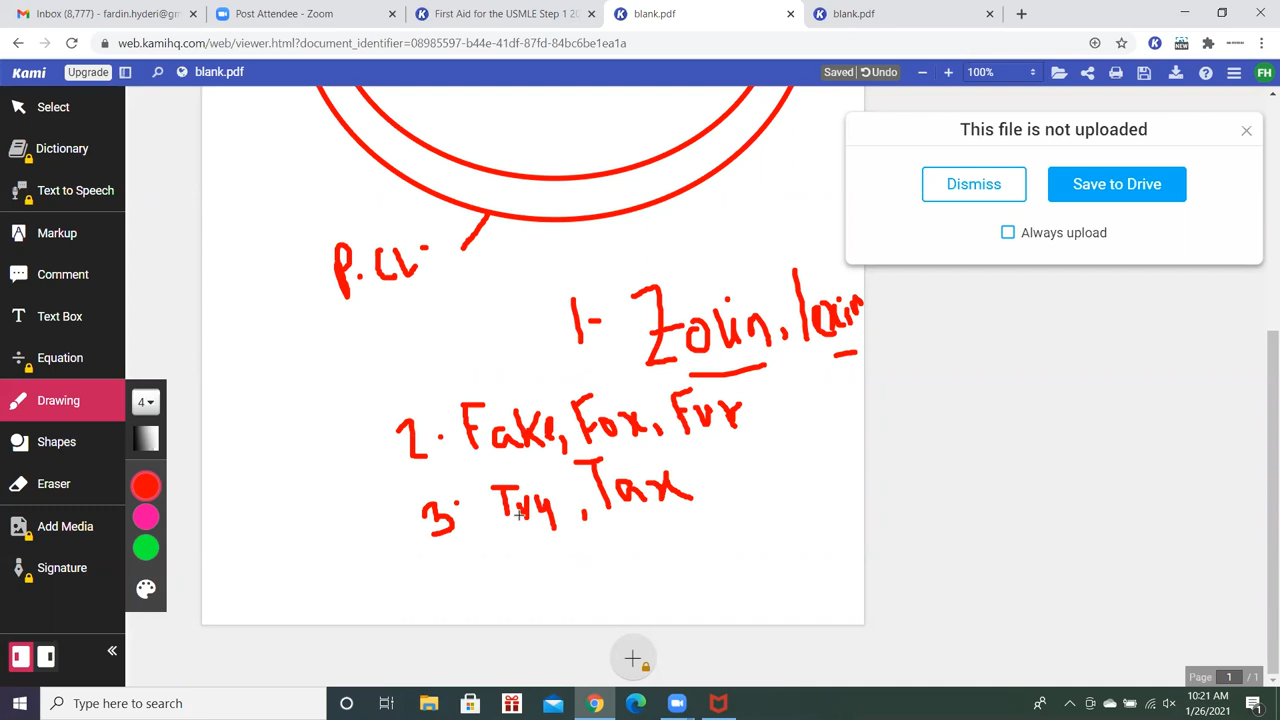 Inbox (8,777) - fardin.hyderi@gm
Post Attendee - Zoom
First Aid for the USMLE Step 1 20
blank.pdf
blank.pdf
web.kamihq.com/web/viewer.html?document_identifier=08985597-b44e-41df-87fd-84bc6be1ea1a
NEW
Kami
Upgrade
blank.pdf
Saved Undo
100%
FH
Select
Dictionary
Text to Speech
Markup
Comment
Text Box
Equation
Drawing
Shapes
Eraser
Add Media
Signature
4
This file is not uploaded
Dismiss
Save to Drive
Always upload
1- Zolin, lexin
2. Fake, Fox, Fur
3. Try, Tax
Page 1 / 1
Type here to search
10:21 AM
1/26/2021
1